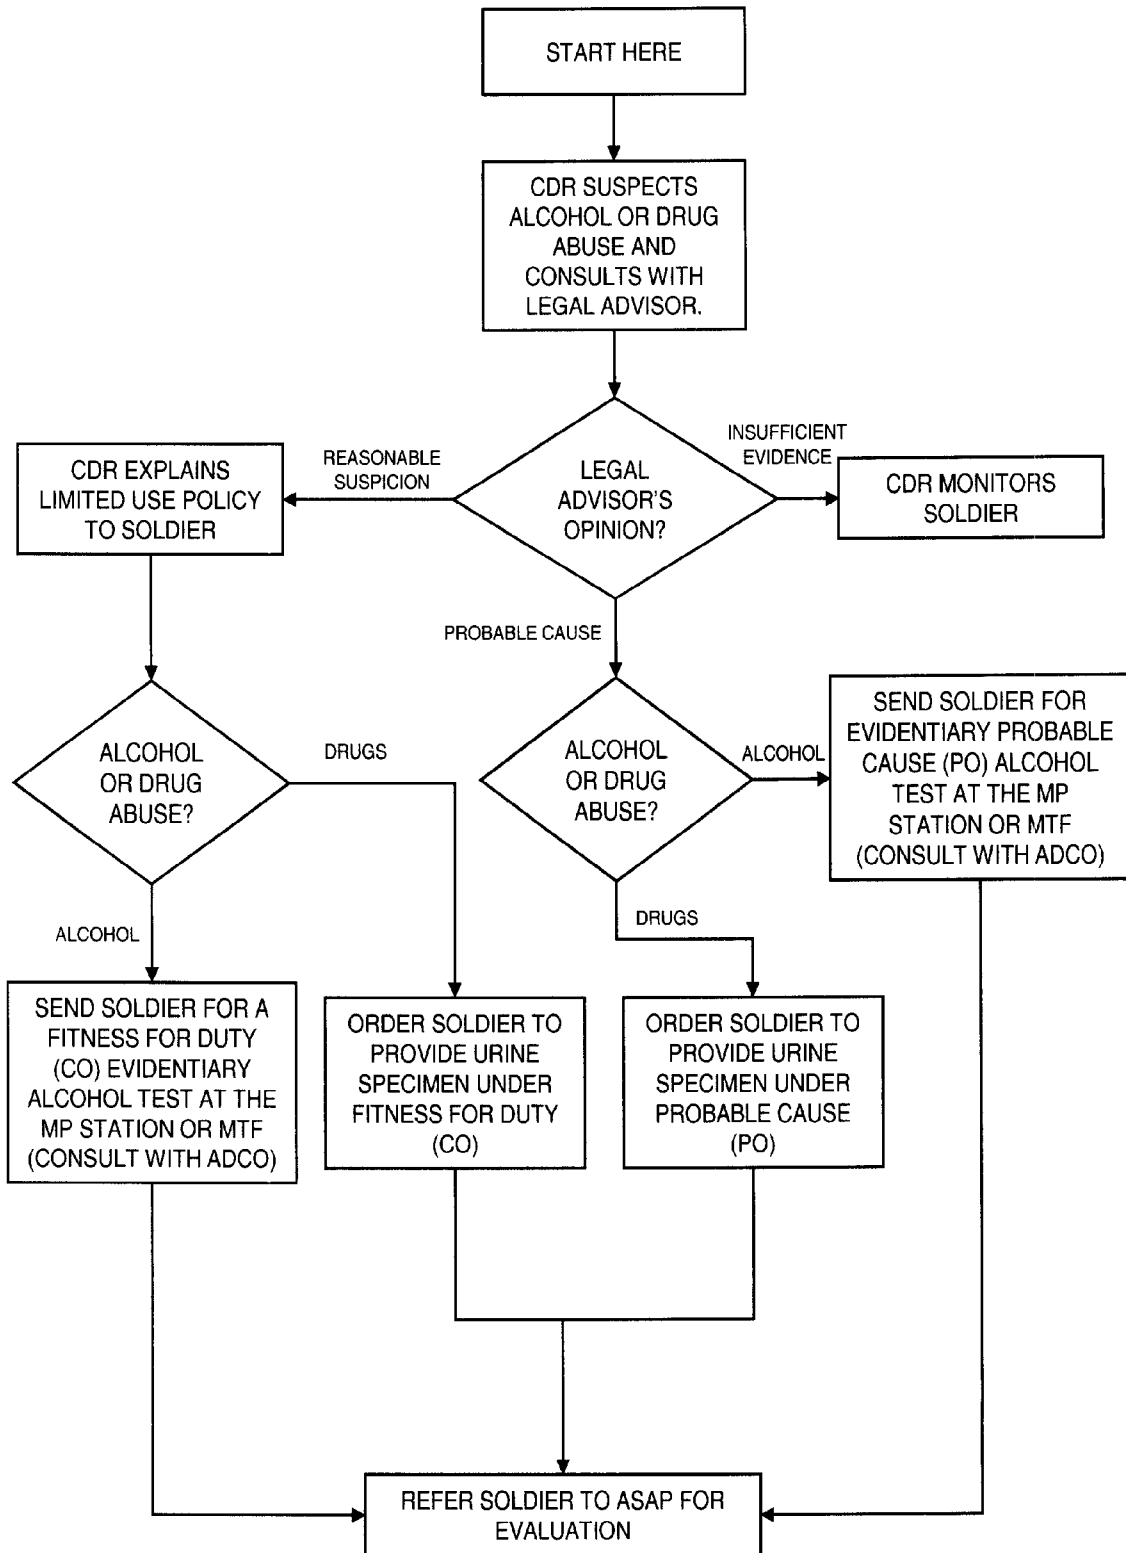 START HERE
CDR SUSPECTS
ALCOHOL OR DRUG
ABUSE AND
CONSULTS WITH
LEGAL ADVISOR.
LEGAL
ADVISOR'S
OPINION?
REASONABLE
SUSPICION
INSUFFICIENT
EVIDENCE
CDR EXPLAINS
LIMITED USE POLICY
TO SOLDIER
CDR MONITORS
SOLDIER
PROBABLE CAUSE
ALCOHOL
OR DRUG
ABUSE?
DRUGS
ALCOHOL
ALCOHOL
OR DRUG
ABUSE?
ALCOHOL
DRUGS
SEND SOLDIER FOR
EVIDENTIARY PROBABLE
CAUSE (PO) ALCOHOL
TEST AT THE MP
STATION OR MTF
(CONSULT WITH ADCO)
SEND SOLDIER FOR A
FITNESS FOR DUTY
(CO) EVIDENTIARY
ALCOHOL TEST AT THE
MP STATION OR MTF
(CONSULT WITH ADCO)
ORDER SOLDIER TO
PROVIDE URINE
SPECIMEN UNDER
FITNESS FOR DUTY
(CO)
ORDER SOLDIER TO
PROVIDE URINE
SPECIMEN UNDER
PROBABLE CAUSE
(PO)
REFER SOLDIER TO ASAP FOR
EVALUATION